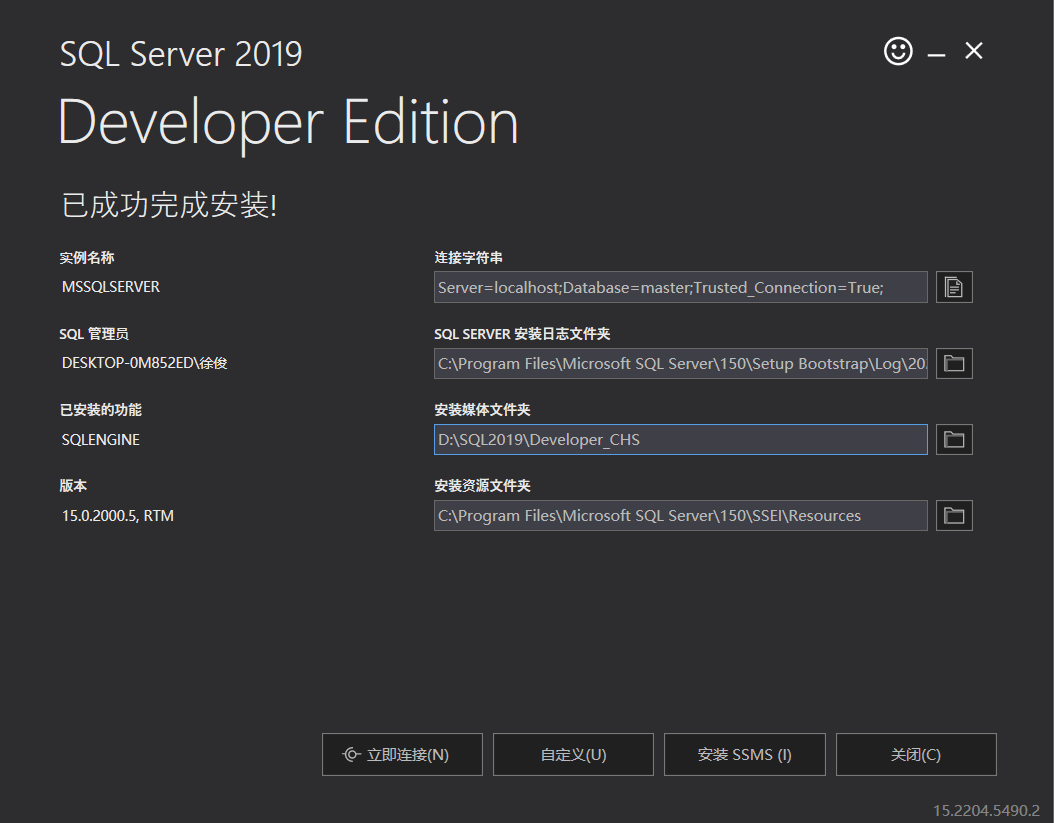 SQL Server 2019
Developer Edition
已成功完成安装!
实例名称
MSSQLSERVER
连接字符串
Server=localhost;Database=master;Trusted_Connection=True;
SQL 管理员
DESKTOP-0M852ED\徐俊
SQL SERVER 安装日志文件夹
C:\Program Files\Microsoft SQL Server\150\Setup Bootstrap\Log\20
已安装的功能
SQLENGINE
安装媒体文件夹
D:\SQL2019\Developer_CHS
版本
15.0.2000.5, RTM
安装资源文件夹
C:\Program Files\Microsoft SQL Server\150\SSEI\Resources
立即连接(N)
自定义(U)
安装 SSMS (I)
关闭(C)
15.2204.5490.2